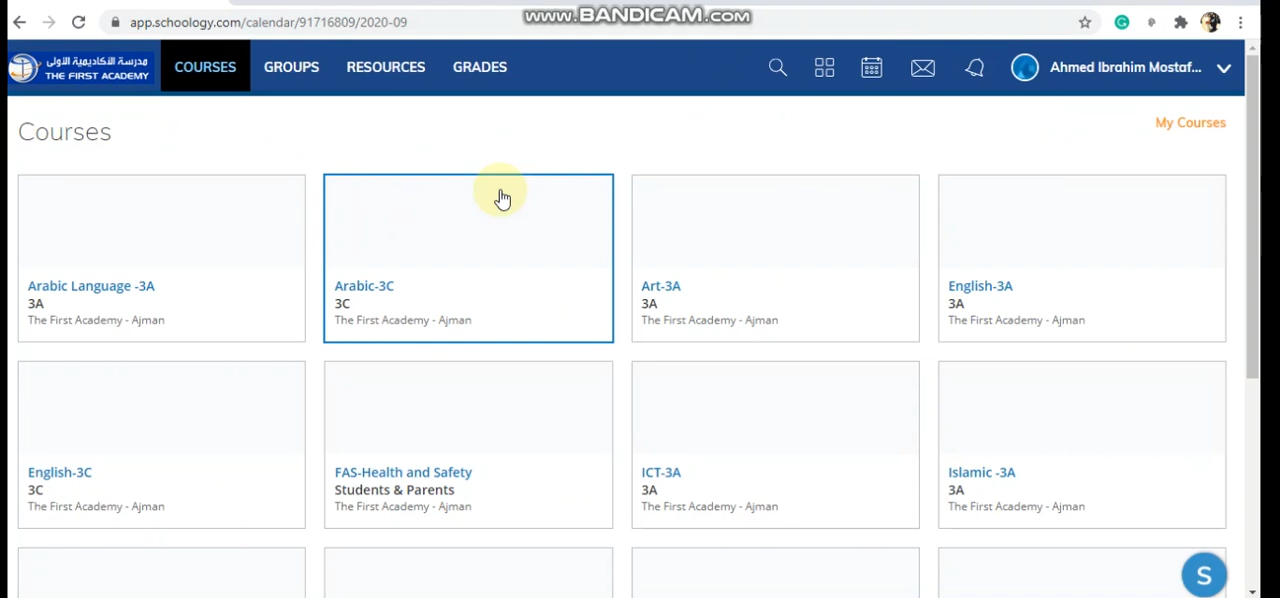 www.BANDICAM.com
app.schoology.com/calendar/91716809/2020-09
مدرسة الأكاديمية الأولى
THE FIRST ACADEMY
COURSES
GROUPS
RESOURCES
GRADES
Ahmed Ibrahim Mostaf...
Courses
My Courses
Arabic Language -3A
3A
The First Academy - Ajman
Arabic-3C
3C
The First Academy - Ajman
Art-3A
3A
The First Academy - Ajman
English-3A
3A
The First Academy - Ajman
English-3C
3C
The First Academy - Ajman
FAS-Health and Safety
Students & Parents
The First Academy - Ajman
ICT-3A
3A
The First Academy - Ajman
Islamic -3A
3A
The First Academy - Ajman
S